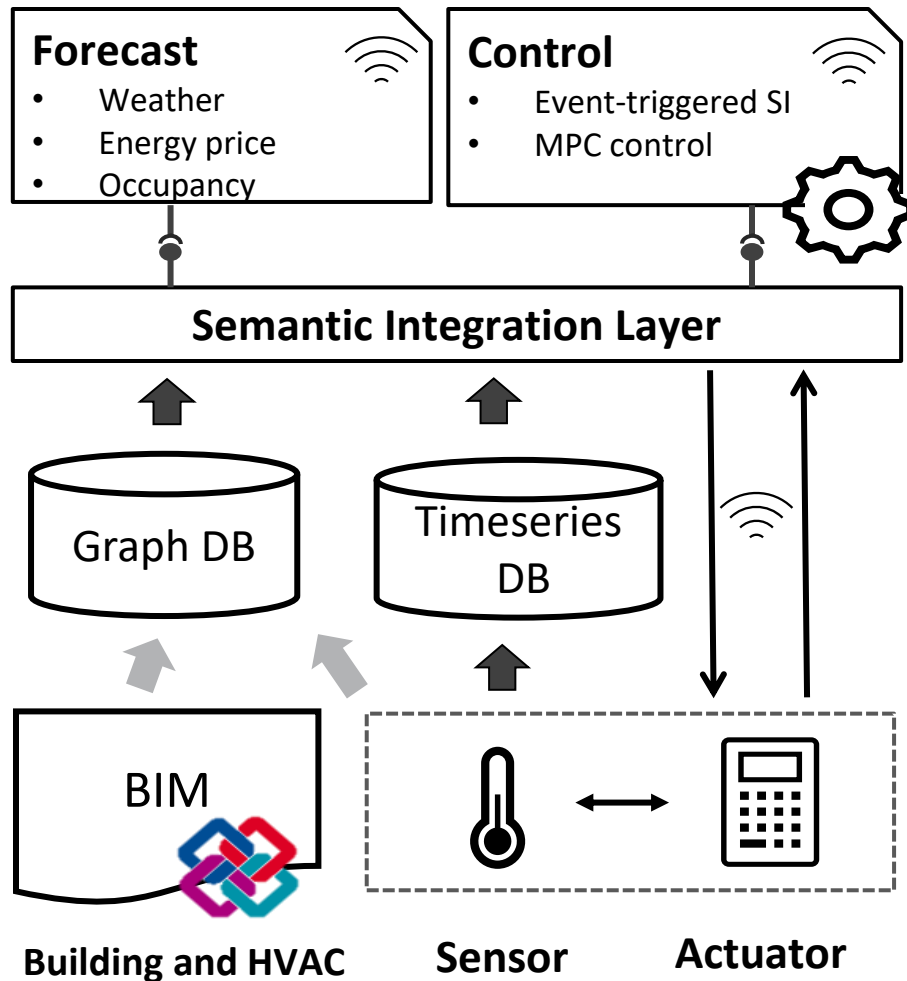 Forecast
• Weather
• Energy price
• Occupancy
Control
• Event-triggered SI
• MPC control
Semantic Integration Layer
Graph DB
Timeseries
DB
BIM
Building and HVAC
Sensor
Actuator